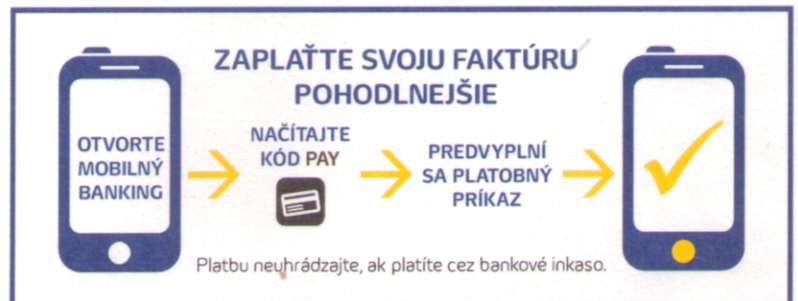 ZAPLAŤTE SVOJU FAKTÚRU
POHODLNEJŠIE
OTVORTE
MOBILNÝ
BANKING
NAČÍTAJTE
KÓD PAY
PREDVYPLNÍ
SA PLATOBNÝ
PRÍKAZ
Platbu neuhrádzajte, ak platíte cez bankové inkaso.